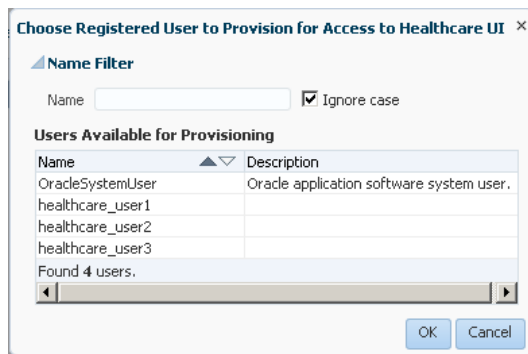 Choose Registered User to Provision for Access to Healthcare UI
Name Filter
Name Ignore case
Users Available for Provisioning
Name Description
OracleSystemUser Oracle application software system user.
healthcare_user1
healthcare_user2
healthcare_user3
Found 4 users.
OK Cancel